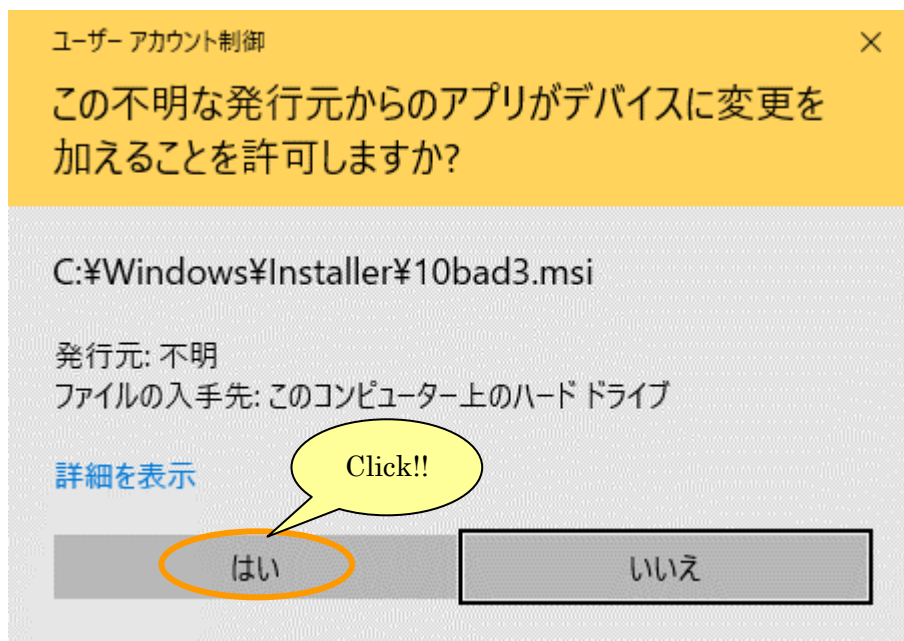 ユーザー アカウント制御
この不明な発行元からのアプリがデバイスに変更を
加えることを許可しますか?
C:¥Windows¥Installer¥10bad3.msi
発行元: 不明
ファイルの入手先: このコンピューター上のハード ドライブ
詳細を表示
Click!!
はい
いいえ